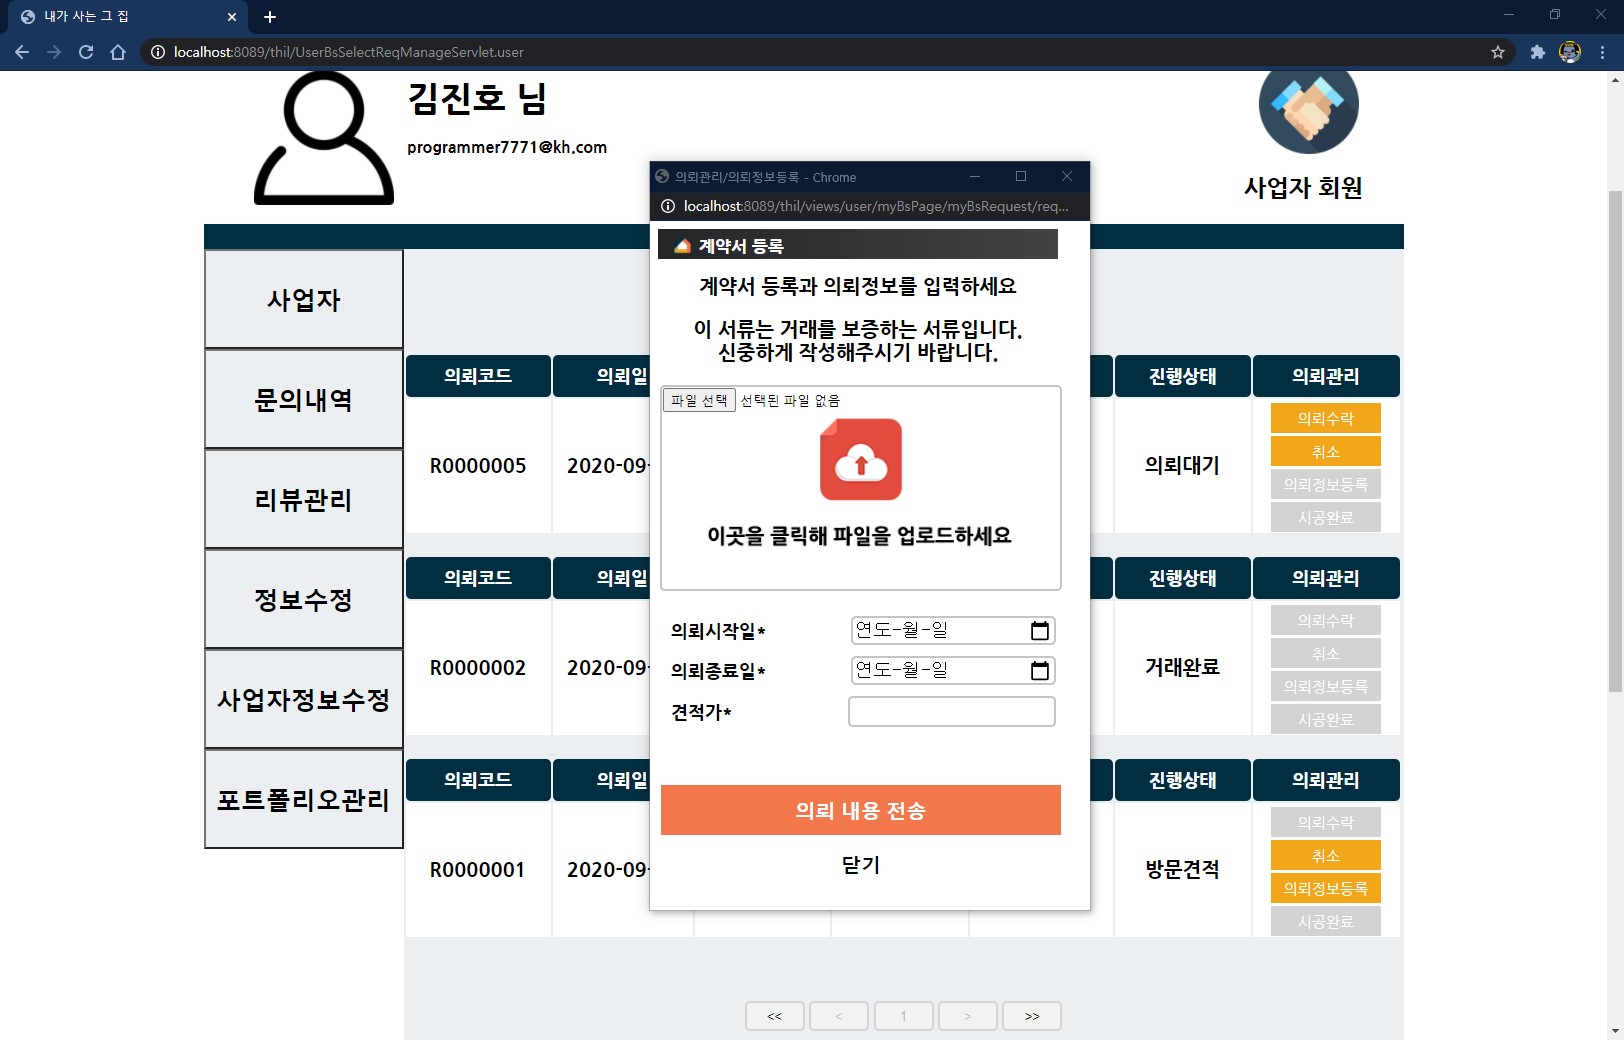 내가 사는 그 집
localhost:8089/thil/UserBsSelectReqManageServlet.user
김진호 님
programmer7771@kh.com
사업자 회원
사업자
문의내역
리뷰관리
정보수정
사업자정보수정
포트폴리오관리
의뢰코드 의뢰일 진행상태 의뢰관리
R0000005 2020-09- 의뢰대기
의뢰수락
취소
의뢰정보등록
시공완료
의뢰코드 의뢰일 진행상태 의뢰관리
R0000002 2020-09- 거래완료
의뢰수락
취소
의뢰정보등록
시공완료
의뢰코드 의뢰일 진행상태 의뢰관리
R0000001 2020-09- 방문견적
의뢰수락
취소
의뢰정보등록
시공완료
<< < 1 > >>
의뢰관리/의뢰정보등록 - Chrome
localhost:8089/thil/views/user/myBsPage/myBsRequest/req...
계약서 등록
계약서 등록과 의뢰정보를 입력하세요
이 서류는 거래를 보증하는 서류입니다.
신중하게 작성해주시기 바랍니다.
파일 선택 선택된 파일 없음
이곳을 클릭해 파일을 업로드하세요
의뢰시작일* 연도-월-일
의뢰종료일* 연도-월-일
견적가*
의뢰 내용 전송
닫기